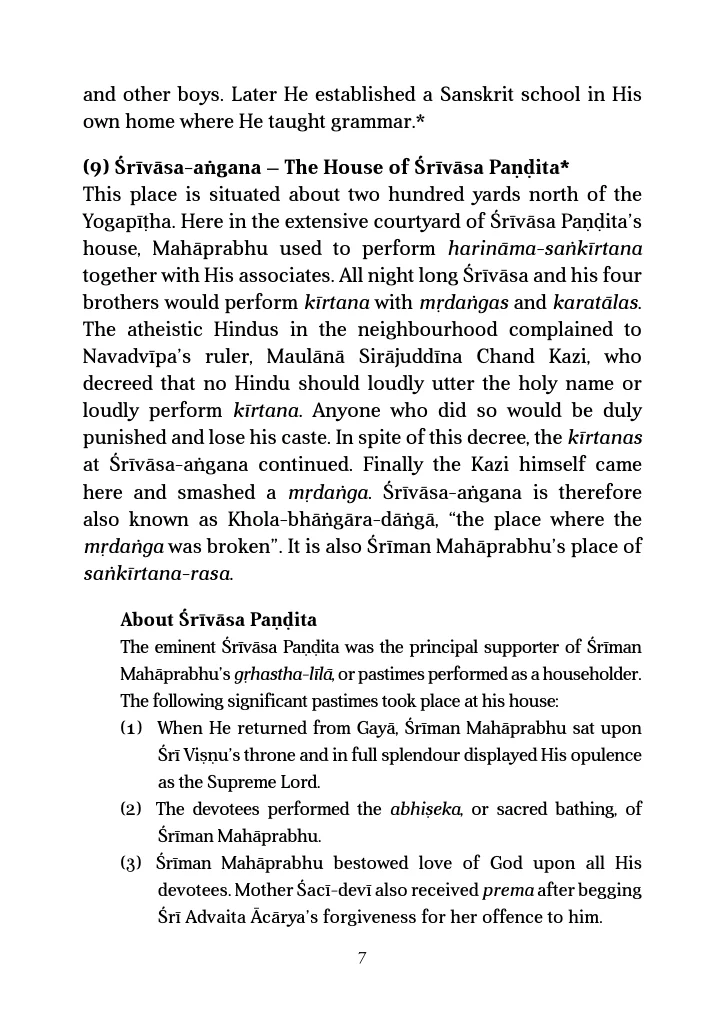 and other boys. Later He established a Sanskrit school in His
own home where He taught grammar.*
(9) Śrīvāsa-aṅgana – The House of Śrīvāsa Paṇḍita*
This place is situated about two hundred yards north of the
Yogapīṭha. Here in the extensive courtyard of Śrīvāsa Paṇḍita’s
house, Mahāprabhu used to perform harināma-saṅkīrtana
together with His associates. All night long Śrīvāsa and his four
brothers would perform kīrtana with mṛdaṅgas and karatālas.
The atheistic Hindus in the neighbourhood complained to
Navadvīpa’s ruler, Maulānā Sirājuddīna Chand Kazi, who
decreed that no Hindu should loudly utter the holy name or
loudly perform kīrtana. Anyone who did so would be duly
punished and lose his caste. In spite of this decree, the kīrtanas
at Śrīvāsa-aṅgana continued. Finally the Kazi himself came
here and smashed a mṛdaṅga. Śrīvāsa-aṅgana is therefore
also known as Khola-bhāṅgāra-dāṅgā, “the place where the
mṛdaṅga was broken”. It is also Śrīman Mahāprabhu’s place of
saṅkīrtana-rasa.
About Śrīvāsa Paṇḍita
The eminent Śrīvāsa Paṇḍita was the principal supporter of Śrīman
Mahāprabhu’s gṛhastha-līlā, or pastimes performed as a householder.
The following significant pastimes took place at his house:
(1) When He returned from Gayā, Śrīman Mahāprabhu sat upon
Śrī Viṣṇu’s throne and in full splendour displayed His opulence
as the Supreme Lord.
(2) The devotees performed the abhiṣeka, or sacred bathing, of
Śrīman Mahāprabhu.
(3) Śrīman Mahāprabhu bestowed love of God upon all His
devotees. Mother Śacī-devī also received prema after begging
Śrī Advaita Ācārya’s forgiveness for her offence to him.
7